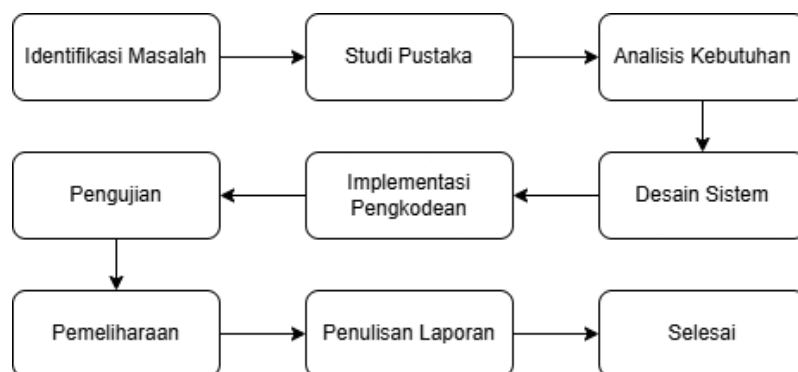 Identifikasi Masalah
Studi Pustaka
Analisis Kebutuhan
Desain Sistem
Implementasi
Pengkodean
Pengujian
Pemeliharaan
Penulisan Laporan
Selesai